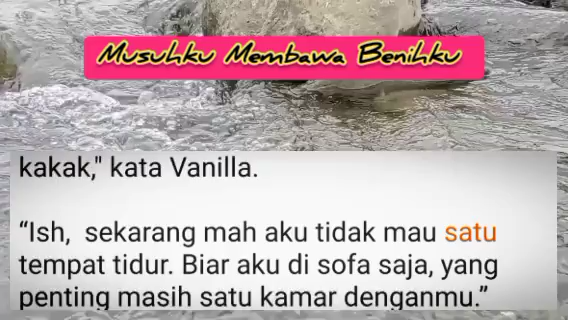 Musuhku Membawa Benihku
kakak," kata Vanilla.
“Ish,  sekarang mah aku tidak mau satu
tempat tidur. Biar aku di sofa saja, yang
penting masih satu kamar denganmu.”